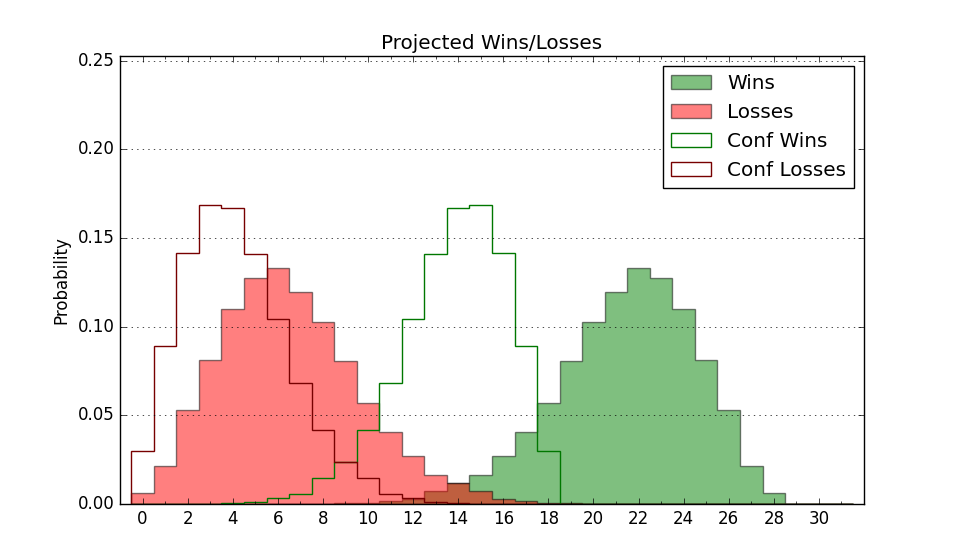 Projected Wins/Losses
0.25
0.20
0.15
0.10
0.05
0.00
Probability
Wins
Losses
Conf Wins
Conf Losses
0 2 4 6 8 10 12 14 16 18 20 22 24 26 28 30